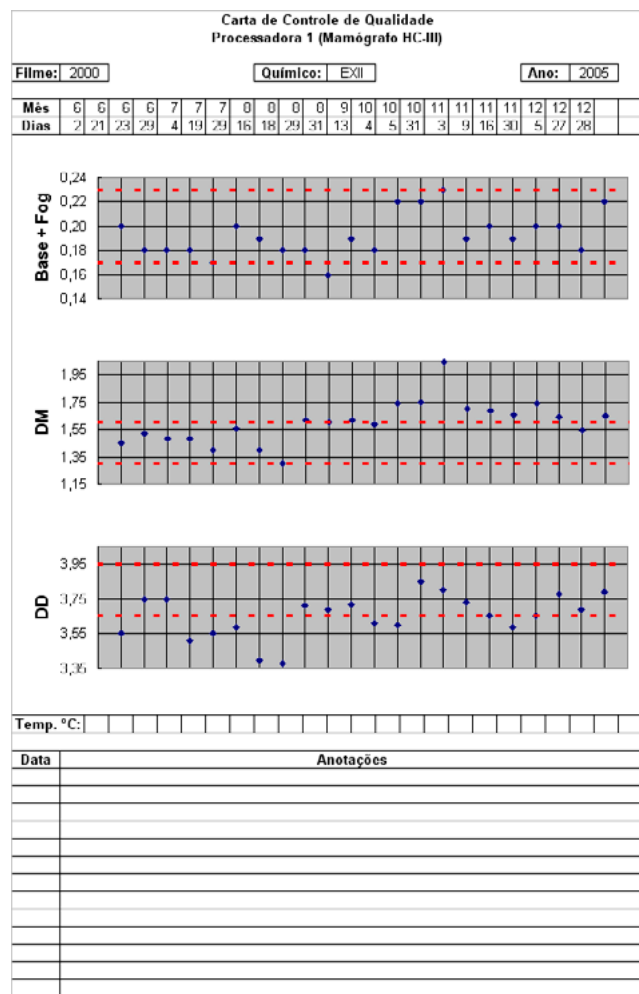 Carta de Controle de Qualidade
Processadora 1 (Mamógrafo HC-III)
Filme: 2000 Químico: EXII Ano: 2005
Mês 6 6 6 6 7 7 7 8 8 8 8 9 10 10 10 11 11 11 11 12 12 12
Dias 2 21 23 29 4 19 29 16 18 29 31 13 4 5 31 3 9 16 30 5 27 28
Base + Fog
0,24
0,22
0,20
0,18
0,16
0,14
DM
1,95
1,75
1,55
1,35
1,15
DD
3,95
3,75
3,55
3,35
Temp. °C:
Data Anotações